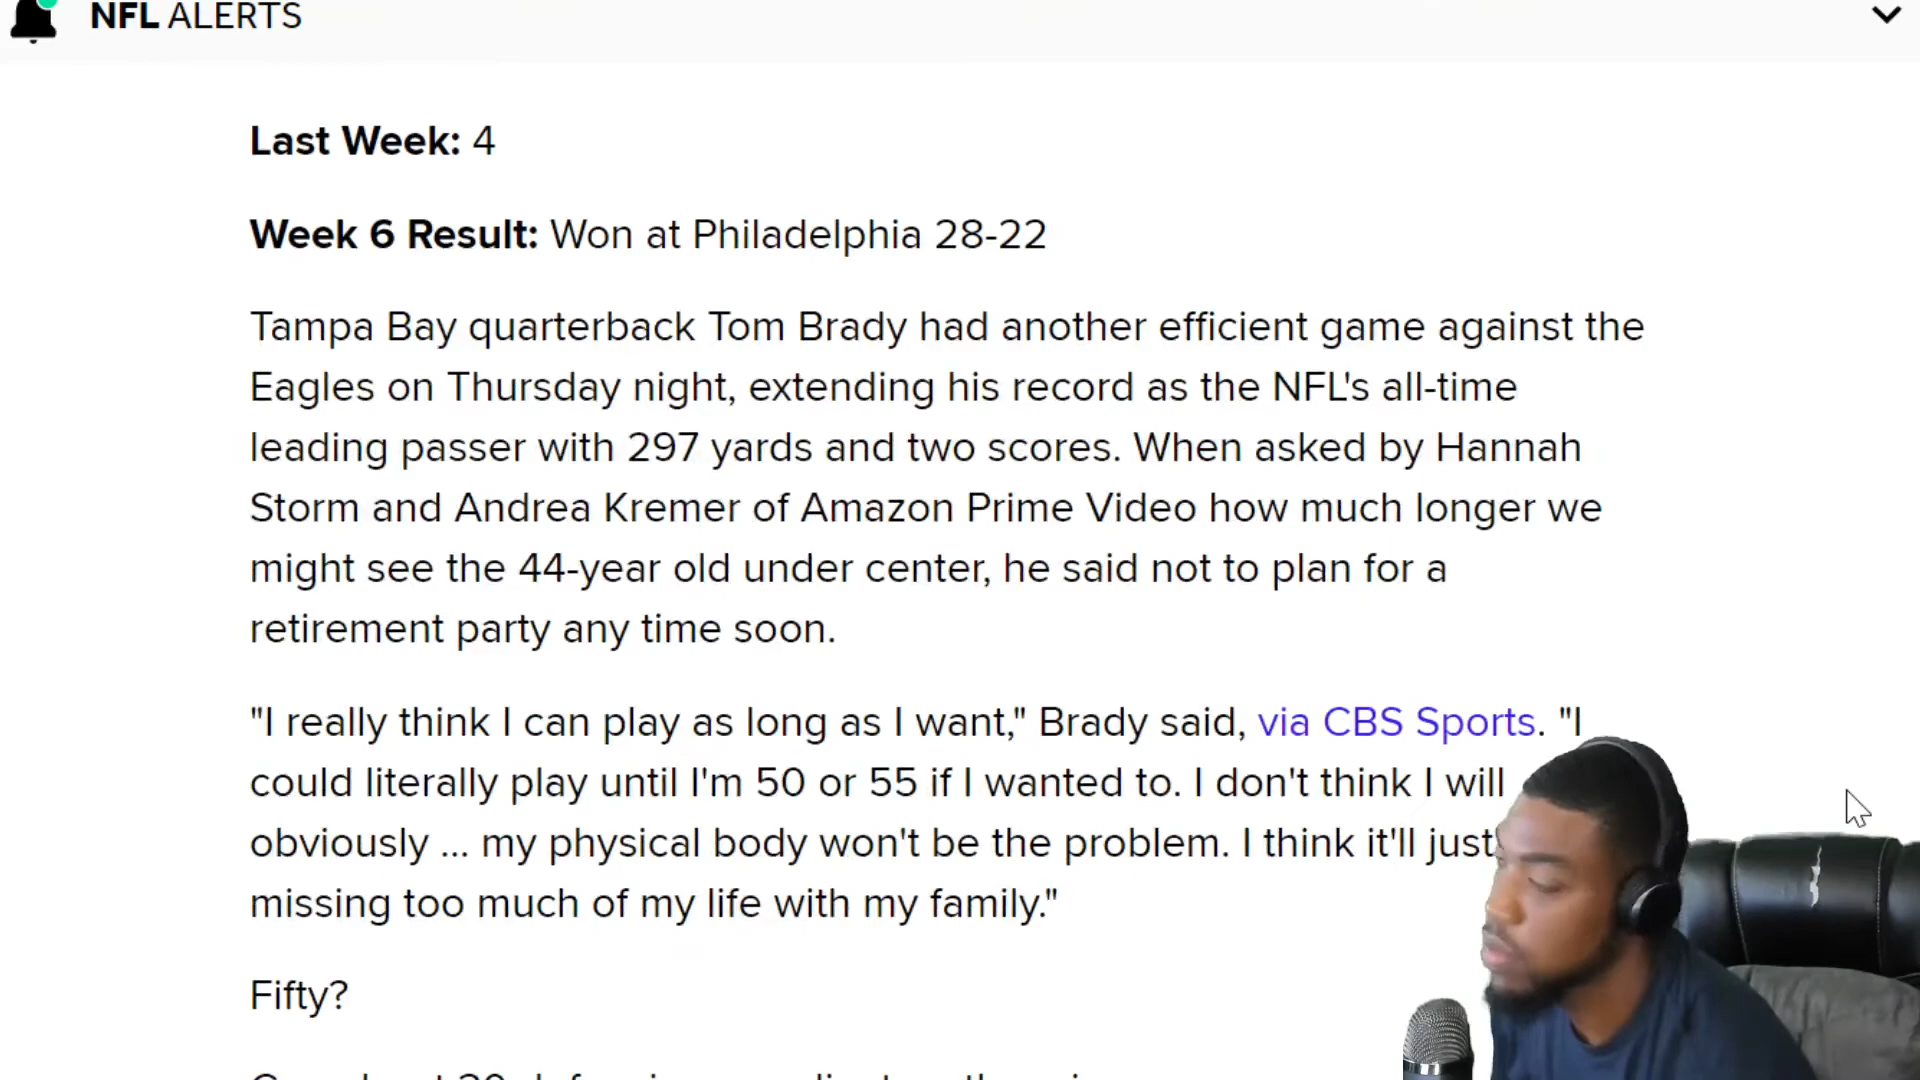 NFL ALERTS
Last Week: 4
Week 6 Result: Won at Philadelphia 28-22
Tampa Bay quarterback Tom Brady had another efficient game against the
Eagles on Thursday night, extending his record as the NFL's all-time
leading passer with 297 yards and two scores. When asked by Hannah
Storm and Andrea Kremer of Amazon Prime Video how much longer we
might see the 44-year old under center, he said not to plan for a
retirement party any time soon.
"I really think I can play as long as I want," Brady said, via CBS Sports. "I
could literally play until I'm 50 or 55 if I wanted to. I don't think I will
obviously ... my physical body won't be the problem. I think it'll just
missing too much of my life with my family."
Fifty?